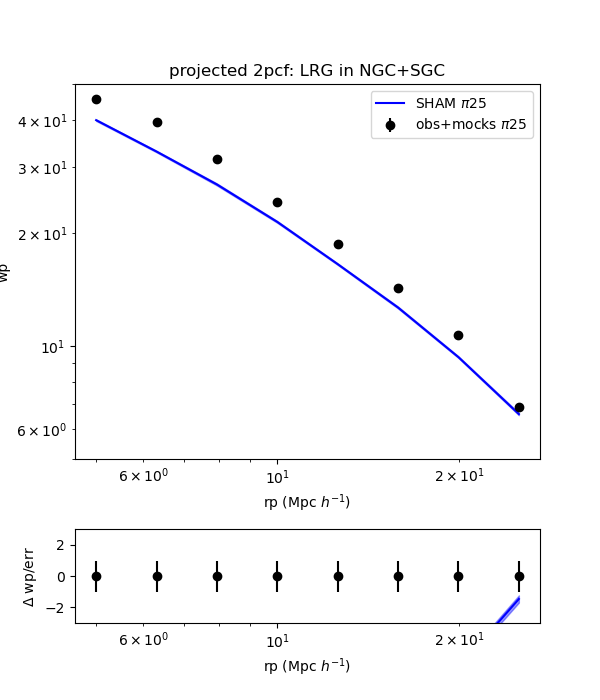 projected 2pcf: LRG in NGC+SGC
SHAM π25
obs+mocks π25
wp
4 × 10¹
3 × 10¹
2 × 10¹
10¹
6 × 10⁰
6 × 10⁰
10¹
2 × 10¹
rp (Mpc h⁻¹)
Δ wp/err
2
0
−2
6 × 10⁰
10¹
2 × 10¹
rp (Mpc h⁻¹)